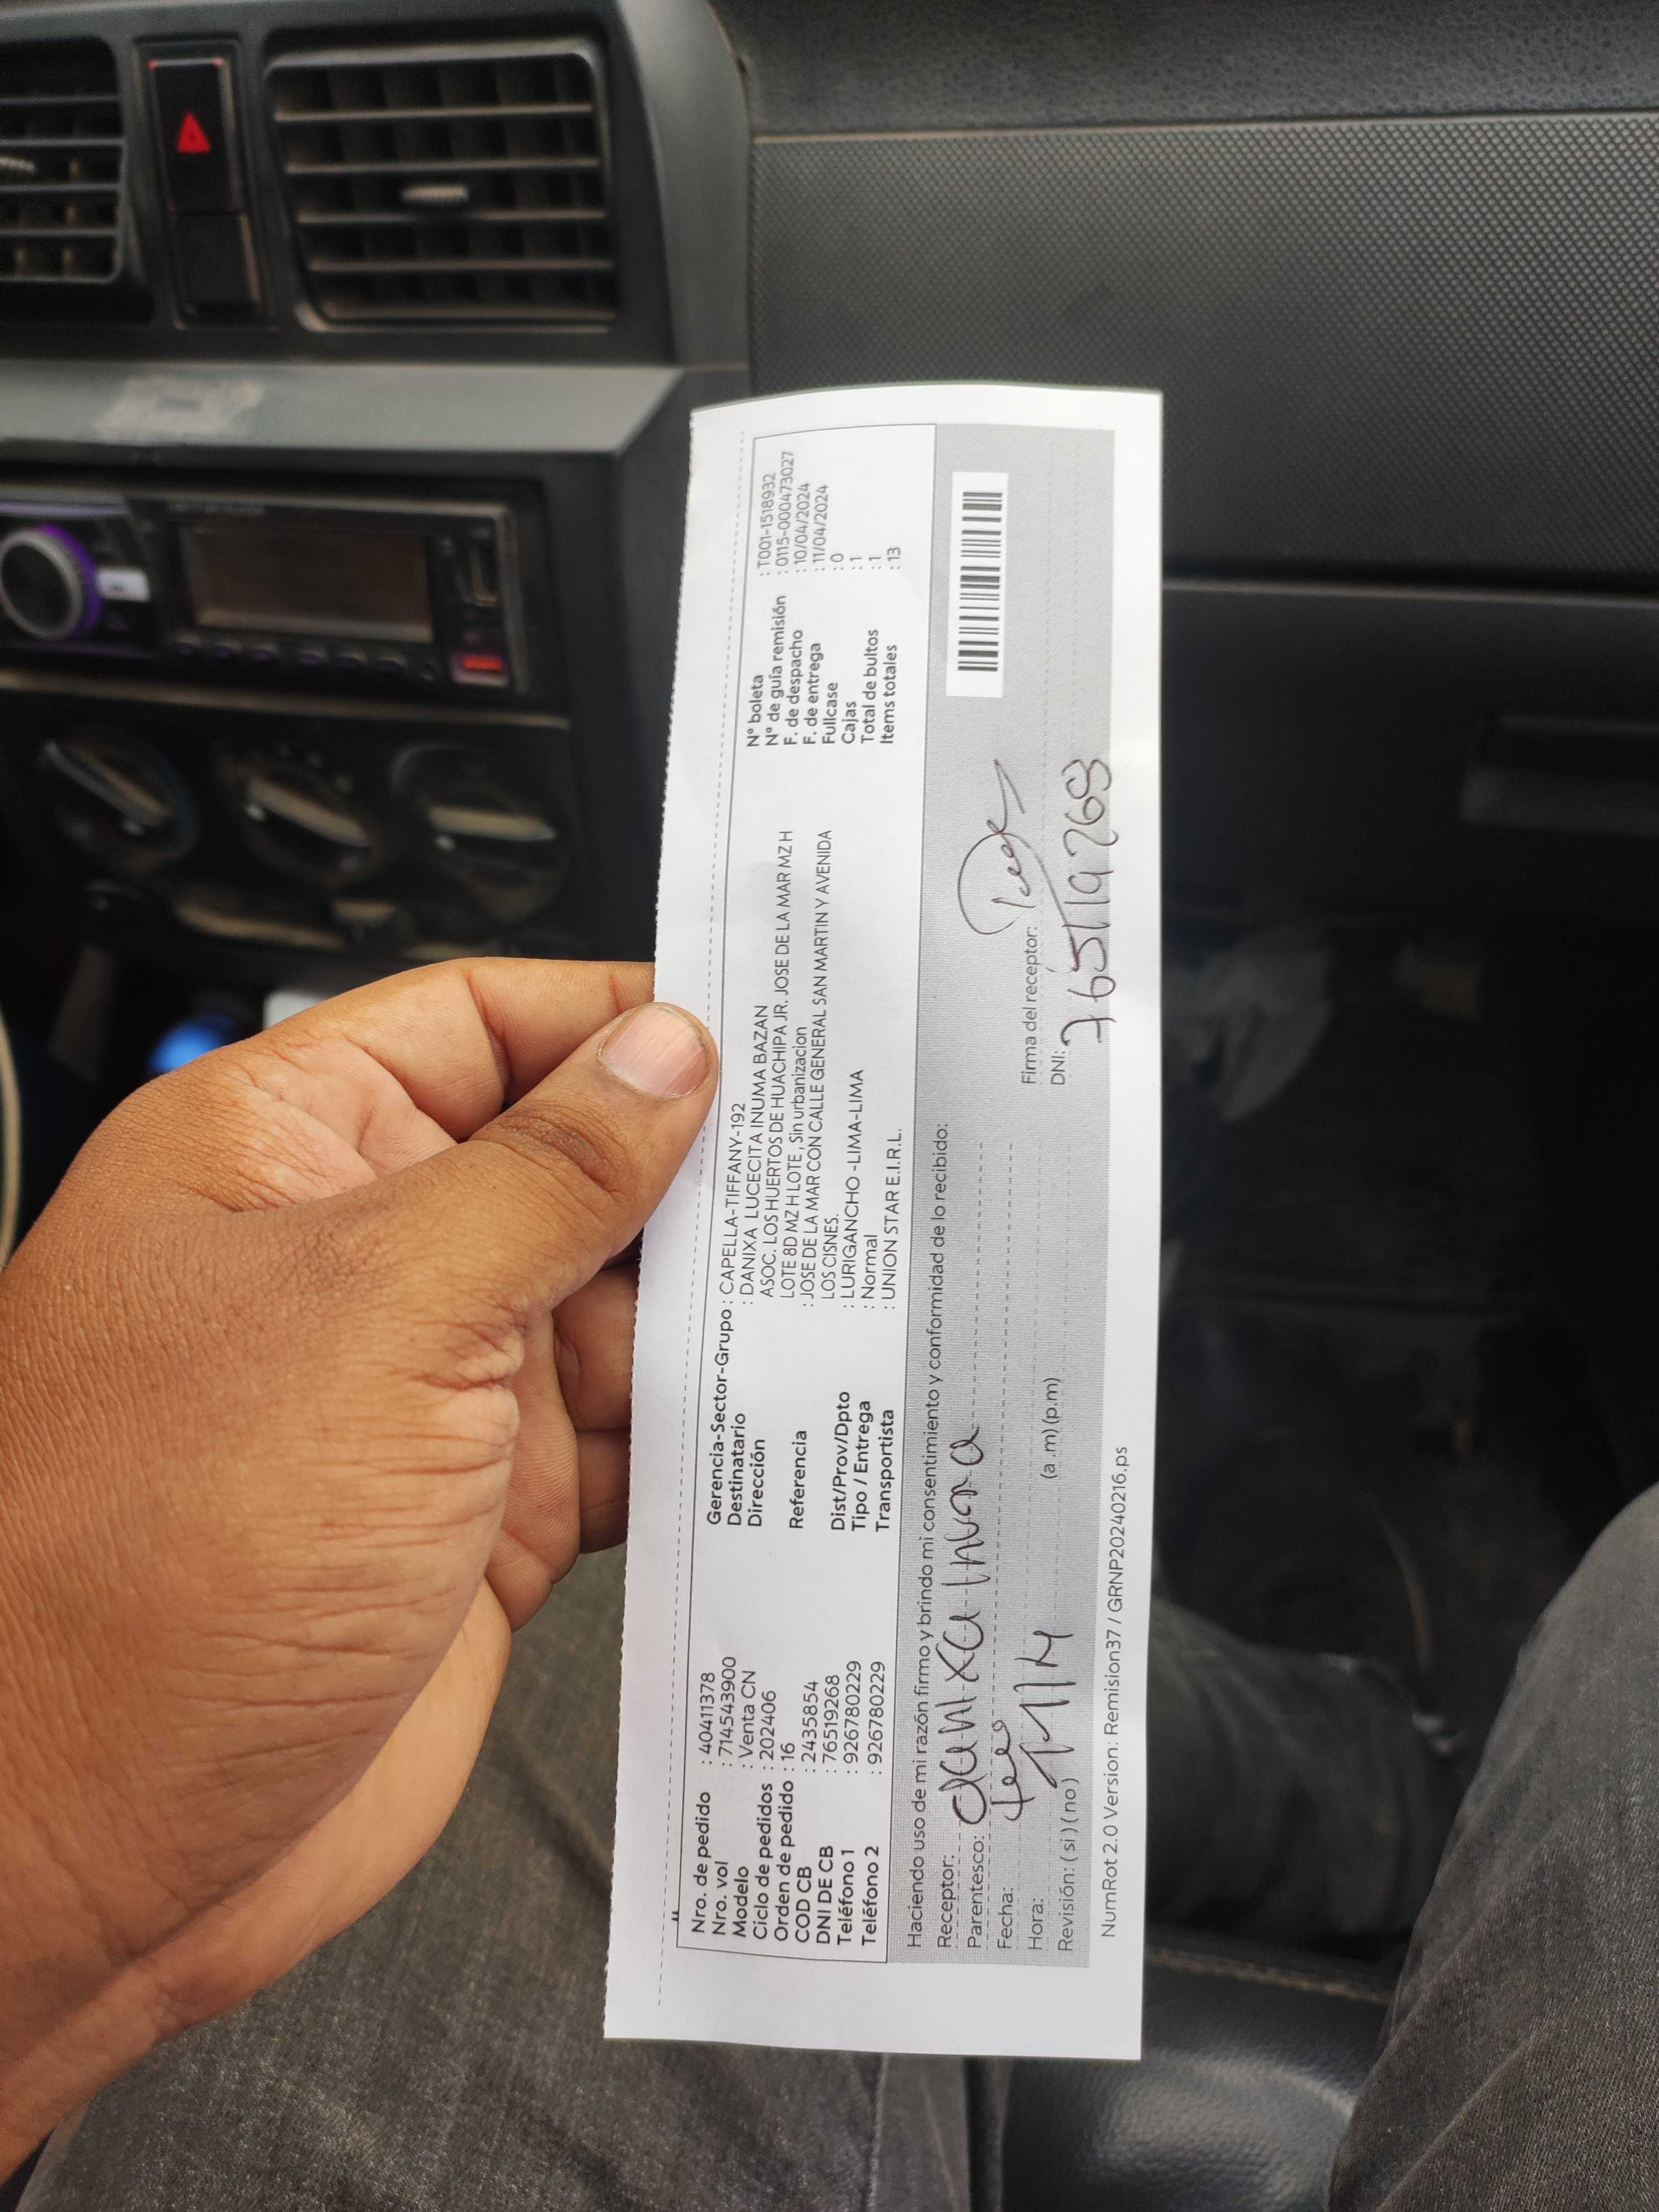 Nro. de pedido : 40411378
Nro. vol : 714543900
Modelo : Venta CN
Ciclo de pedidos : 202406
Orden de pedido : 16
COD CB : 2435854
DNI DE CB : 76519268
Teléfono 1 : 926780229
Teléfono 2 : 926780229
Gerencia-Sector-Grupo : CAPELLA-TIFFANY-192
Destinatario : DANIXA LUCECITA INUMA BAZAN
Dirección ASOC. LOS HUERTOS DE HUACHIPA JR. JOSE DE LA MAR MZ H
LOTE 8D MZ H LOTE , Sin urbanizacion
Referencia : JOSE DE LA MAR CON CALLE GENERAL SAN MARTIN Y AVENIDA
LOS CISNES.
Dist/Prov/Dpto : LURIGANCHO -LIMA-LIMA
Tipo / Entrega : Normal
Transportista : UNION STAR E.I.R.L.
N° boleta : T001-1518932
N° de guía remisión : 0115-000473027
F. de despacho : 10/04/2024
F. de entrega : 11/04/2024
Fullcase : 0
Cajas : 1
Total de bultos : 1
Items totales : 13
Haciendo uso de mi razón firmo y brindo mi consentimiento y conformidad de lo recibido:
Receptor: danixa Inuma
Parentesco:
Fecha:
Hora: (a .m) (p.m)
Revisión: ( si ) ( no )
Firma del receptor:
DNI: 76519268
NumRot 2.0 Version: Remision37 / GRNP20240216.ps